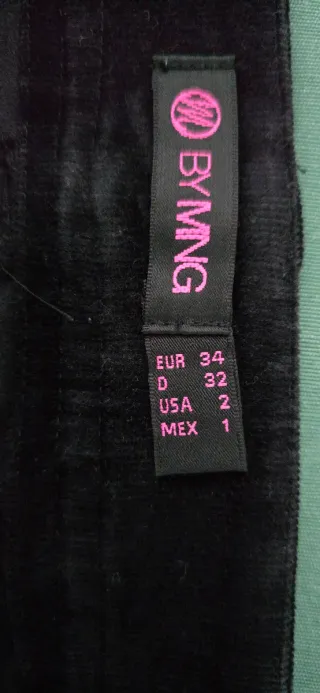 BY MNG
EUR 34
D 32
USA 2
MEX 1